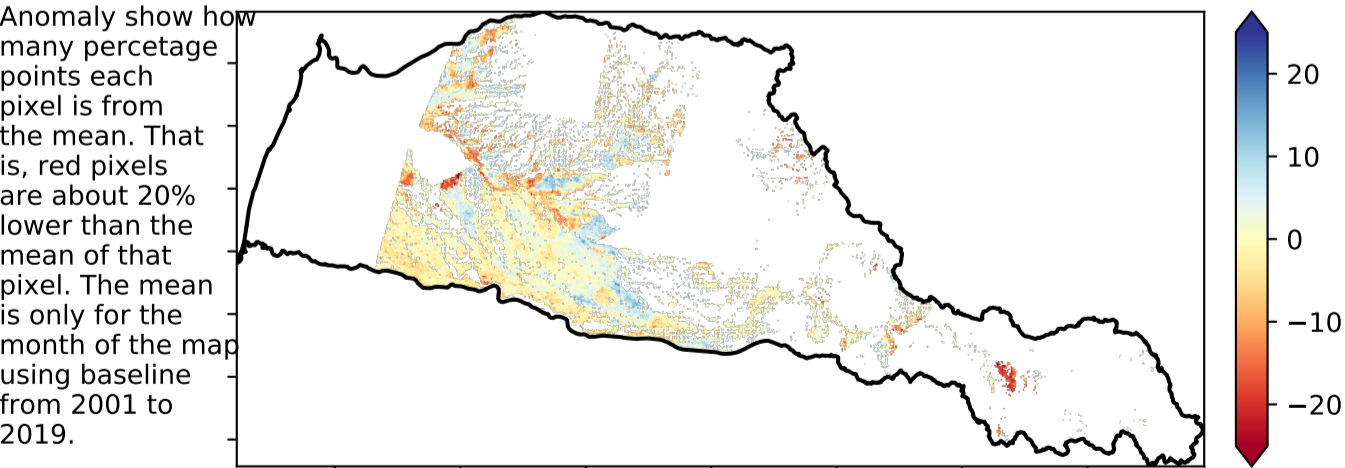 Anomaly show how
many percetage
points each
pixel is from
the mean. That
is, red pixels
are about 20%
lower than the
mean of that
pixel. The mean
is only for the
month of the map
using baseline
from 2001 to
2019.
20
10
0
−10
−20